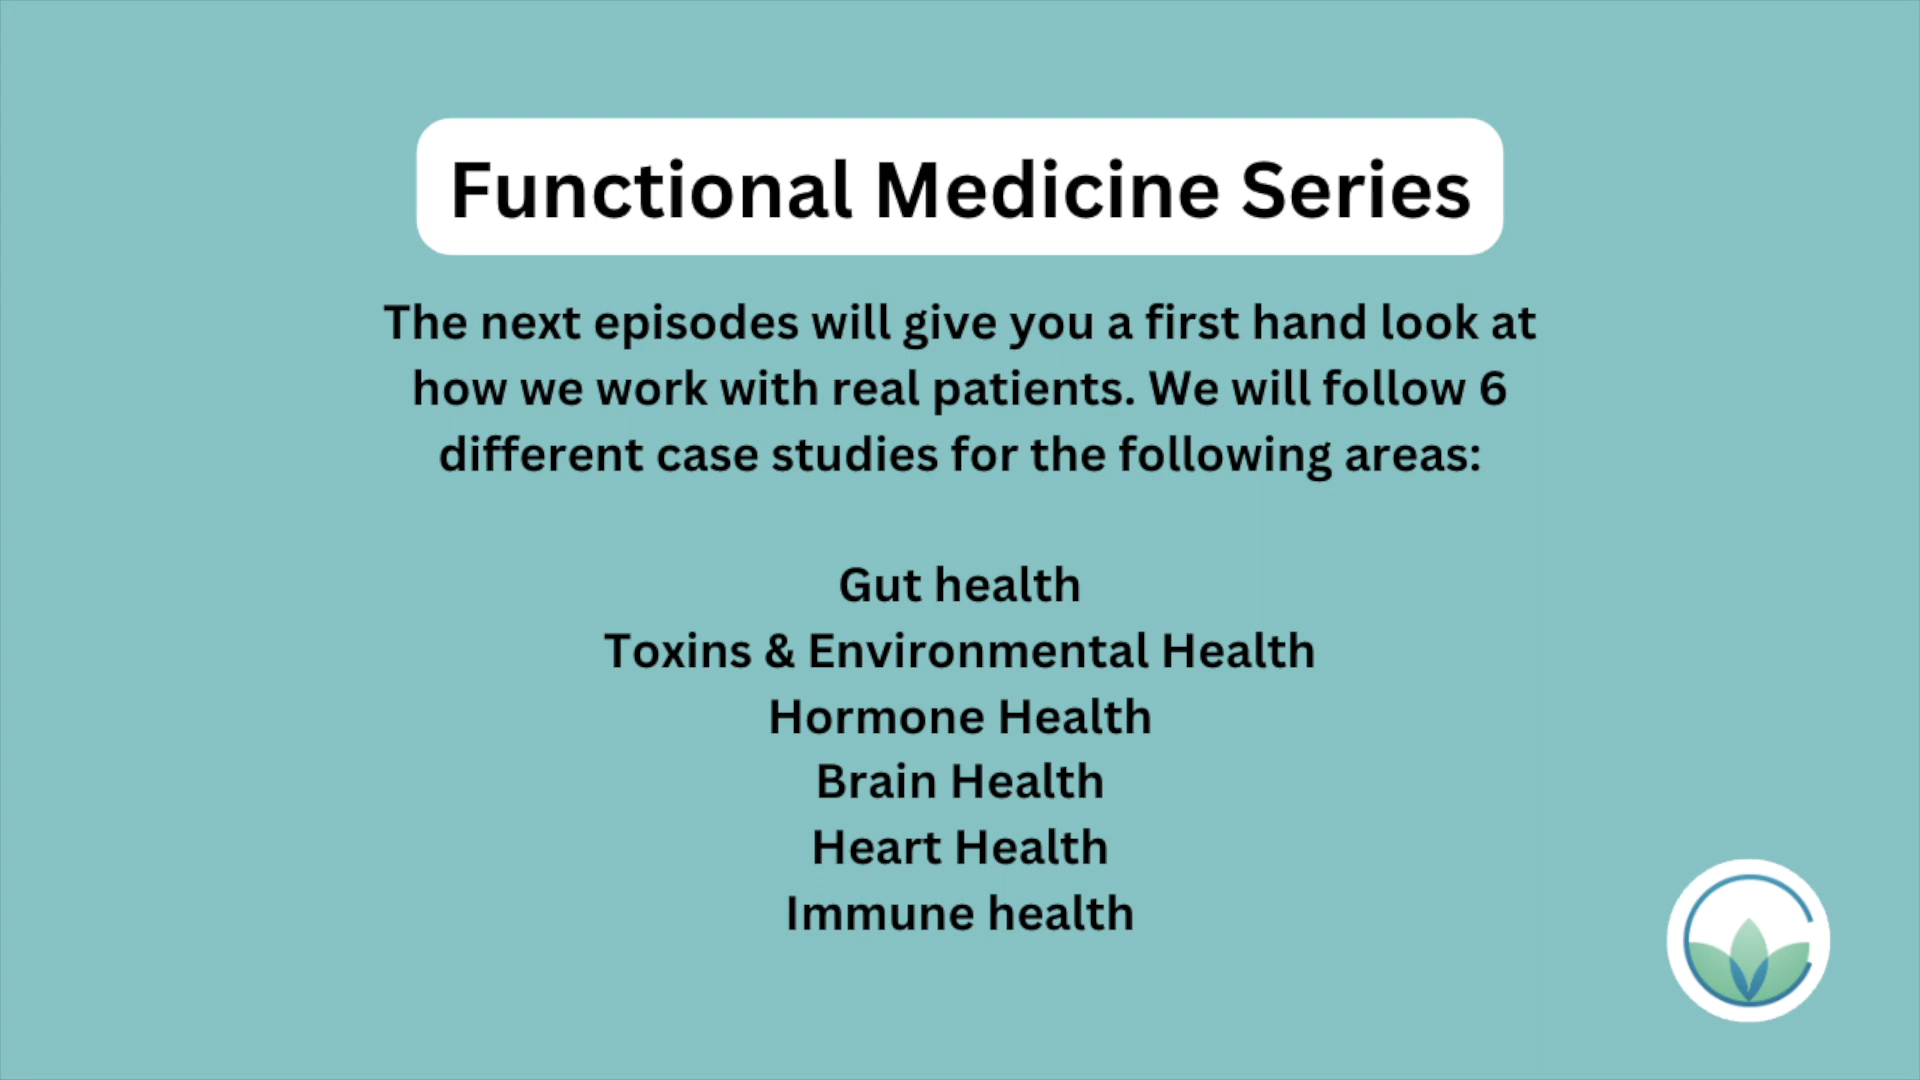 Functional Medicine Series
The next episodes will give you a first hand look at
how we work with real patients. We will follow 6
different case studies for the following areas:
Gut health
Toxins & Environmental Health
Hormone Health
Brain Health
Heart Health
Immune health